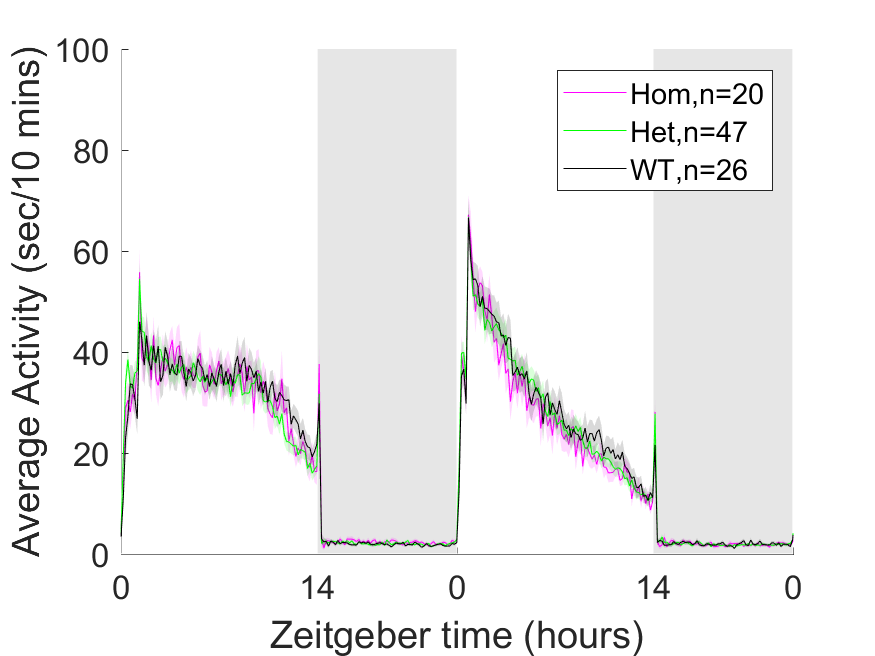 Average Activity (sec/10 mins)
100
80
60
40
20
0
Hom,n=20
Het,n=47
WT,n=26
0 14 0 14 0
Zeitgeber time (hours)